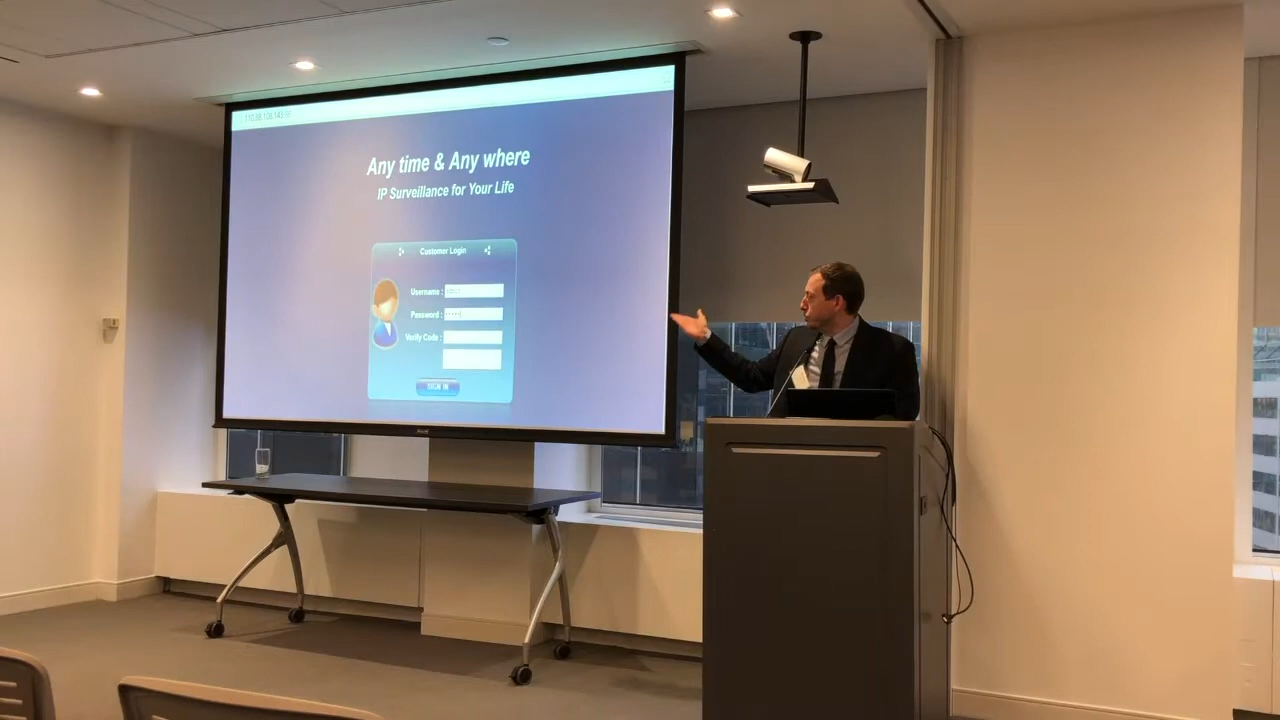 Any time & Any where
IP Surveillance for Your Life
Customer Login
Username :
Password :
Verify Code :
SIGN IN